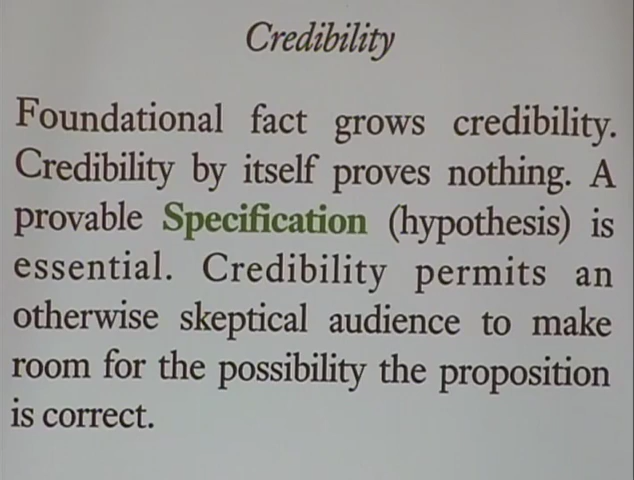 Credibility
Foundational fact grows credibility.
Credibility by itself proves nothing. A
provable Specification (hypothesis) is
essential. Credibility permits an
otherwise skeptical audience to make
room for the possibility the proposition
is correct.